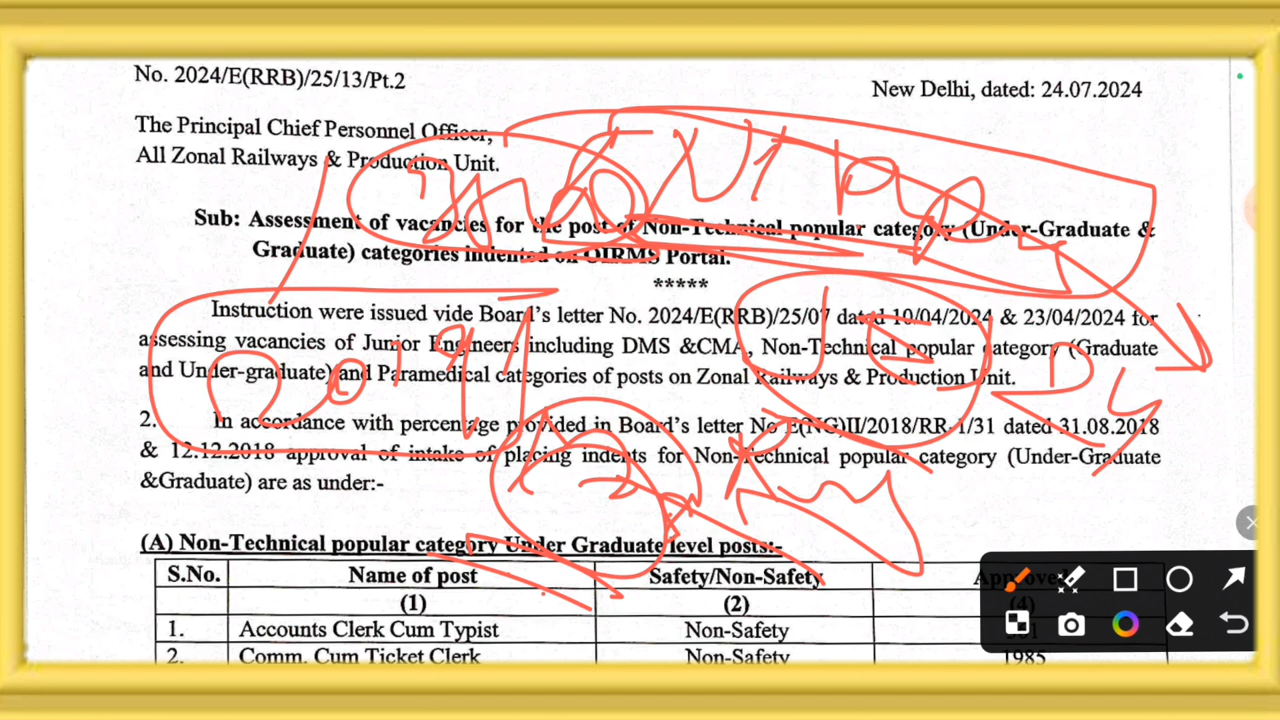 No. 2024/E(RRB)/25/13/Pt.2
New Delhi, dated: 24.07.2024
The Principal Chief Personnel Officer,
All Zonal Railways & Production Unit.
Sub: Assessment of vacancies for the post of Non-Technical popular category (Under-Graduate &
Graduate) categories indented on OIRMS Portal.
*****
Instruction were issued vide Board's letter No. 2024/E(RRB)/25/07 dated 10/04/2024 & 23/04/2024 for
assessing vacancies of Junior Engineers including DMS &CMA, Non-Technical popular category (Graduate
and Under-graduate) and Paramedical categories of posts on Zonal Railways & Production Unit.
2. In accordance with percentage provided in Board's letter No E(NG)II/2018/RR-1/31 dated 31.08.2018
& 12.12.2018 approval of intake of placing indents for Non-Technical popular category (Under-Graduate
&Graduate) are as under:-
(A) Non-Technical popular category Under Graduate level posts:-
S.No. Name of post Safety/Non-Safety
(1) (2) (4)
1. Accounts Clerk Cum Typist Non-Safety
2. Comm. Cum Ticket Clerk Non-Safety 1985